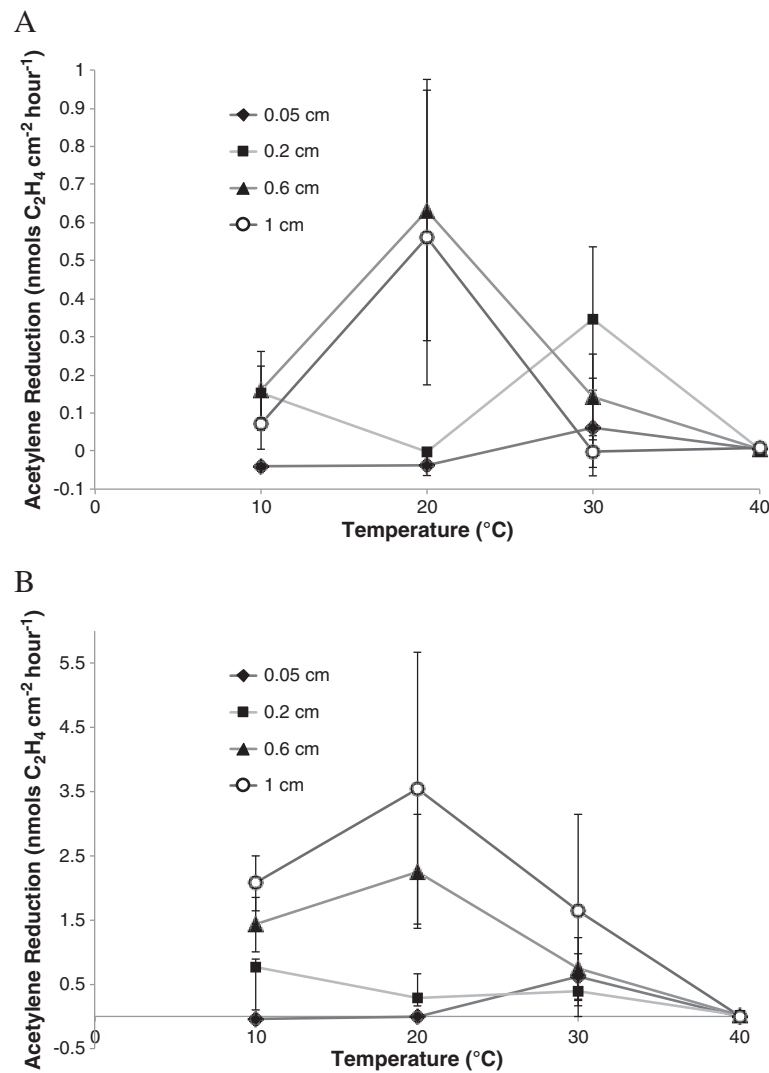 A
Acetylene Reduction (nmols C₂H₄ cm⁻² hour⁻¹)
1
0.9
0.8
0.7
0.6
0.5
0.4
0.3
0.2
0.1
0
-0.1
0.05 cm
0.2 cm
0.6 cm
1 cm
0 10 20 30 40
Temperature (°C)
B
Acetylene Reduction (nmols C₂H₄ cm⁻² hour⁻¹)
5.5
4.5
3.5
2.5
1.5
0.5
-0.5
0.05 cm
0.2 cm
0.6 cm
1 cm
0 10 20 30 40
Temperature (°C)